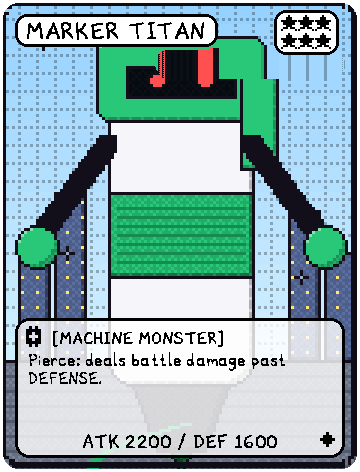 MARKER TITAN
[MACHINE MONSTER]
Pierce: deals battle damage past
DEFENSE.
ATK 2200 / DEF 1600